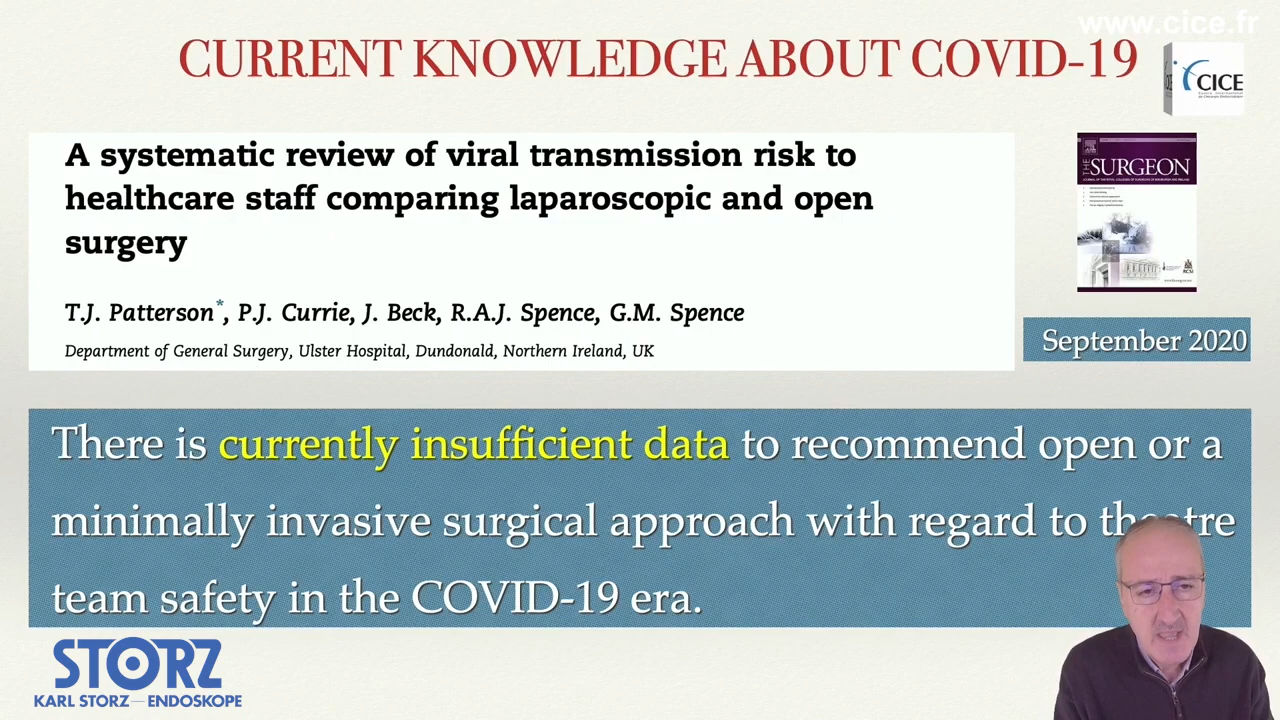 www.cice.fr
CURRENT KNOWLEDGE ABOUT COVID-19
CICE
A systematic review of viral transmission risk to
healthcare staff comparing laparoscopic and open
surgery
T.J. Patterson*, P.J. Currie, J. Beck, R.A.J. Spence, G.M. Spence
Department of General Surgery, Ulster Hospital, Dundonald, Northern Ireland, UK
THE SURGEON
RCSI
September 2020
There is currently insufficient data to recommend open or a
minimally invasive surgical approach with regard to theatre
team safety in the COVID-19 era.
STORZ
KARL STORZ—ENDOSKOPE